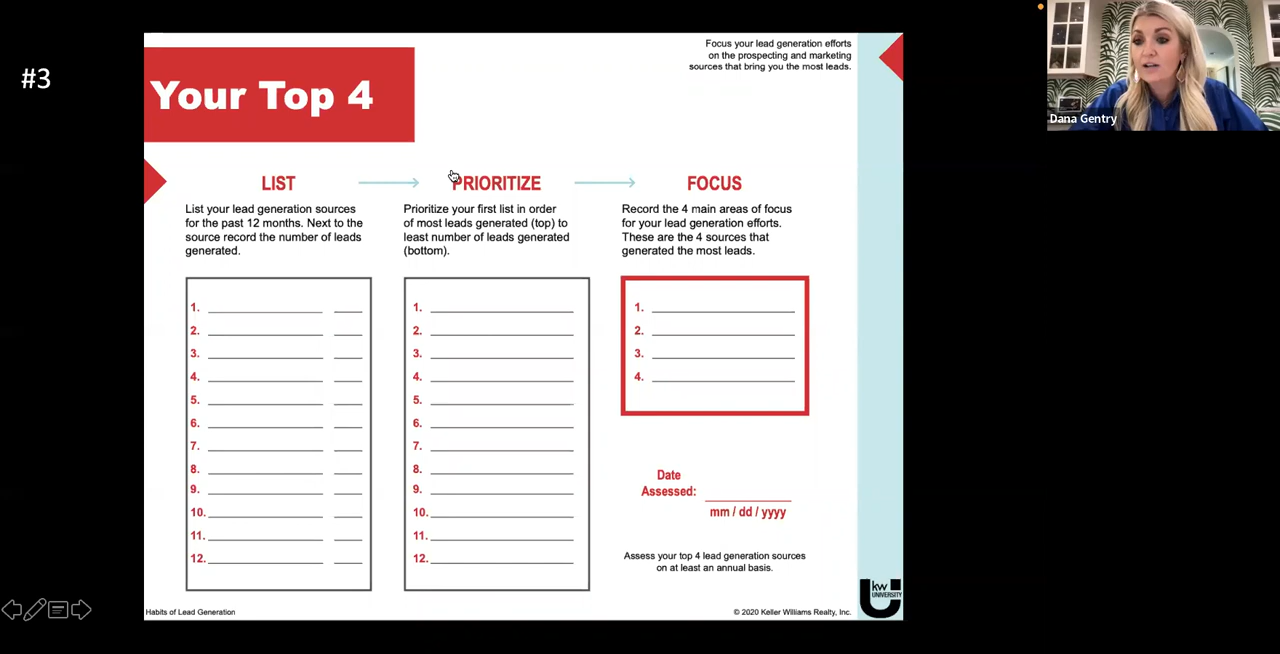 #3
Your Top 4
Focus your lead generation efforts
on the prospecting and marketing
sources that bring you the most leads.
Dana Gentry
LIST
List your lead generation sources
for the past 12 months. Next to the
source record the number of leads
generated.
1.
2.
3.
4.
5.
6.
7.
8.
9.
10.
11.
12.
PRIORITIZE
Prioritize your first list in order
of most leads generated (top) to
least number of leads generated
(bottom).
1.
2.
3.
4.
5.
6.
7.
8.
9.
10.
11.
12.
FOCUS
Record the 4 main areas of focus
for your lead generation efforts.
These are the 4 sources that
generated the most leads.
1.
2.
3.
4.
Date
Assessed:
mm / dd / yyyy
Assess your top 4 lead generation sources
on at least an annual basis.
Habits of Lead Generation
© 2020 Keller Williams Realty, Inc.
kw
UNIVERSITY